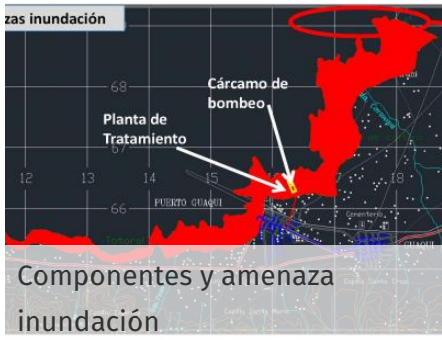 zas inundación
68
Cárcamo de
bombeo
Planta de
Tratamiento
67
12 13 14 15 16 17 18
PUERTO GUAQUI
66
Cementerio
Totoral
Componentes y amenaza
inundación